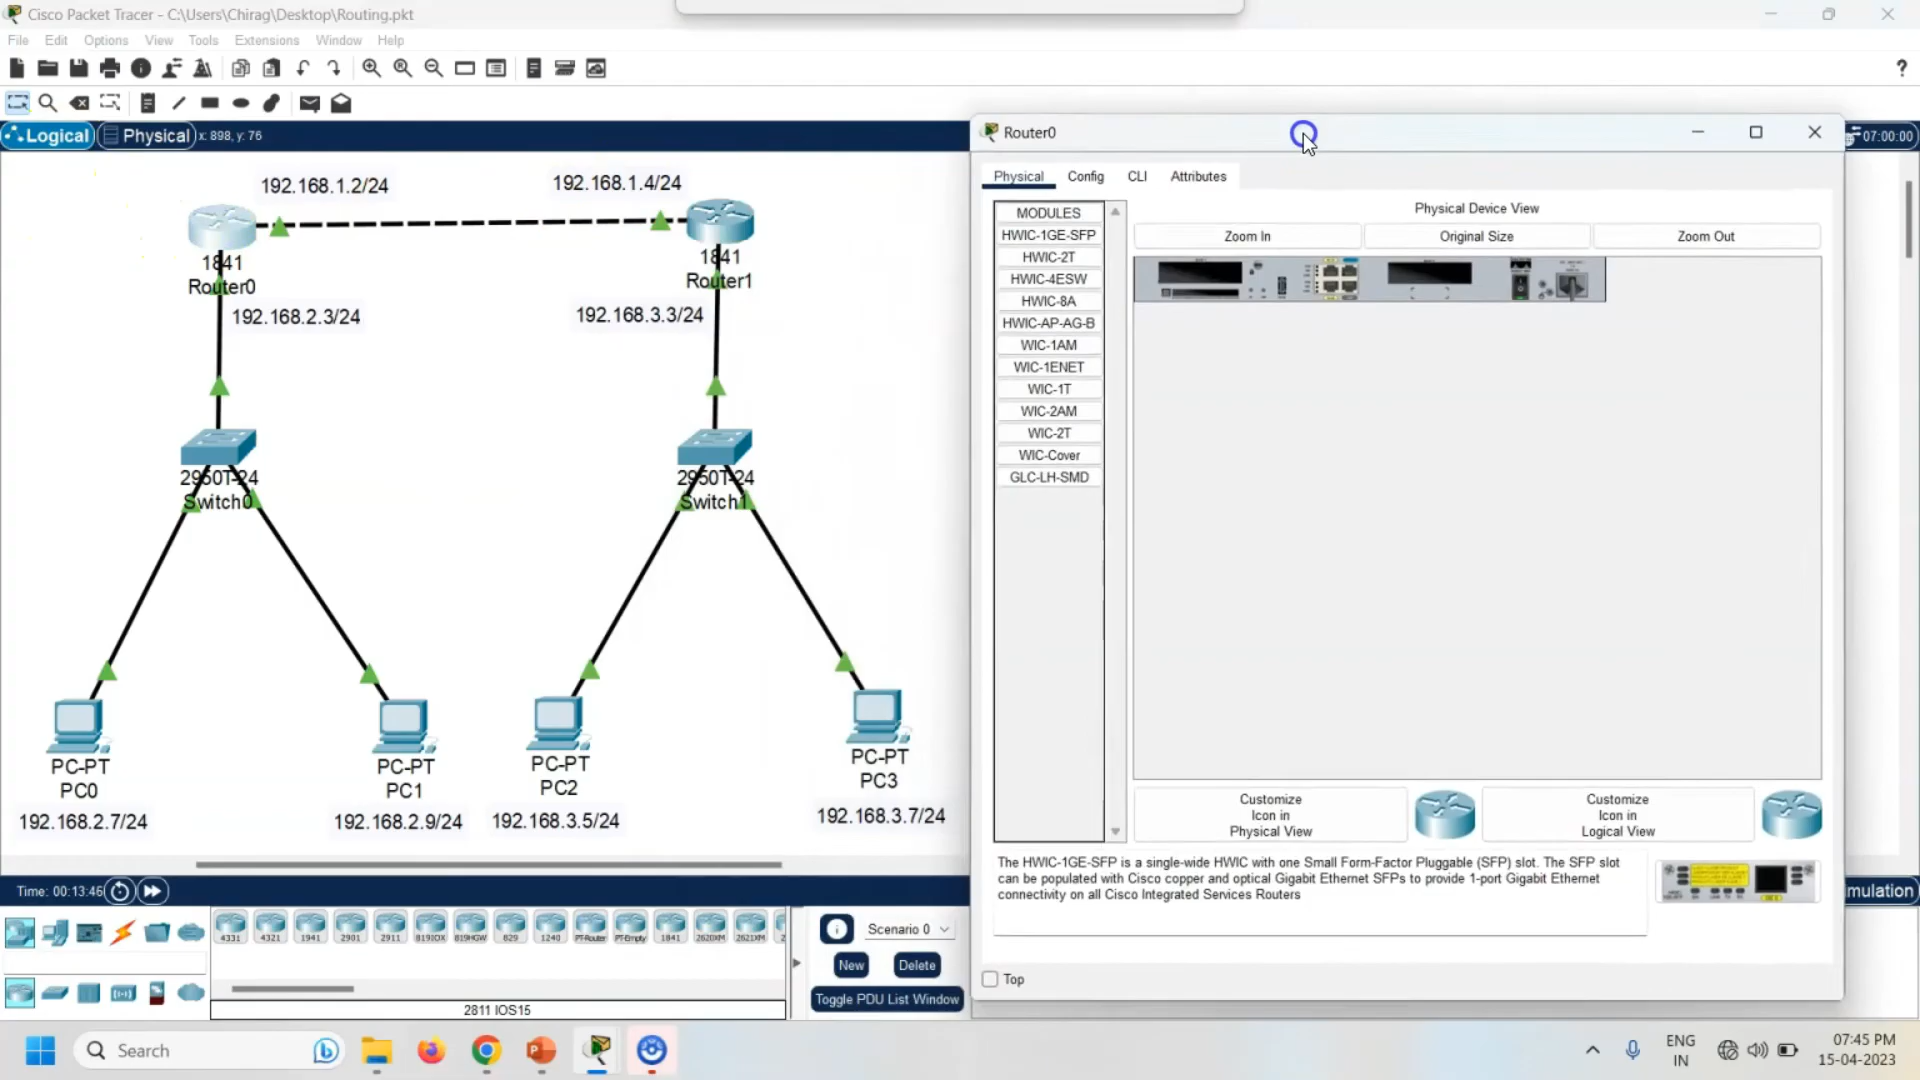 Cisco Packet Tracer - C:\Users\Chirag\Desktop\Routing.pkt
File Edit Options View Tools Extensions Window Help
?
Logical Physical x: 898, y: 76
07:00:00
192.168.1.2/24
192.168.1.4/24
1841
Router0
1841
Router1
192.168.2.3/24
192.168.3.3/24
2950T-24
Switch0
2950T-24
Switch1
PC-PT
PC0
192.168.2.7/24
PC-PT
PC1
192.168.2.9/24
PC-PT
PC2
192.168.3.5/24
PC-PT
PC3
192.168.3.7/24
Router0
Physical Config CLI Attributes
MODULES
HWIC-1GE-SFP
HWIC-2T
HWIC-4ESW
HWIC-8A
HWIC-AP-AG-B
WIC-1AM
WIC-1ENET
WIC-1T
WIC-2AM
WIC-2T
WIC-Cover
GLC-LH-SMD
Physical Device View
Zoom In Original Size Zoom Out
Customize
Icon in
Physical View
Customize
Icon in
Logical View
The HWIC-1GE-SFP is a single-wide HWIC with one Small Form-Factor Pluggable (SFP) slot. The SFP slot
can be populated with Cisco copper and optical Gigabit Ethernet SFPs to provide 1-port Gigabit Ethernet
connectivity on all Cisco Integrated Services Routers
Top
Time: 00:13:46
mulation
4331 4321 1941 2901 2911 819IOX 819HGW 829 1240 PT-Router PT-Empty 1841 2620XM 2621XM 2
2811 IOS15
Scenario 0
New Delete
Toggle PDU List Window
Search
ENG
IN
07:45 PM
15-04-2023